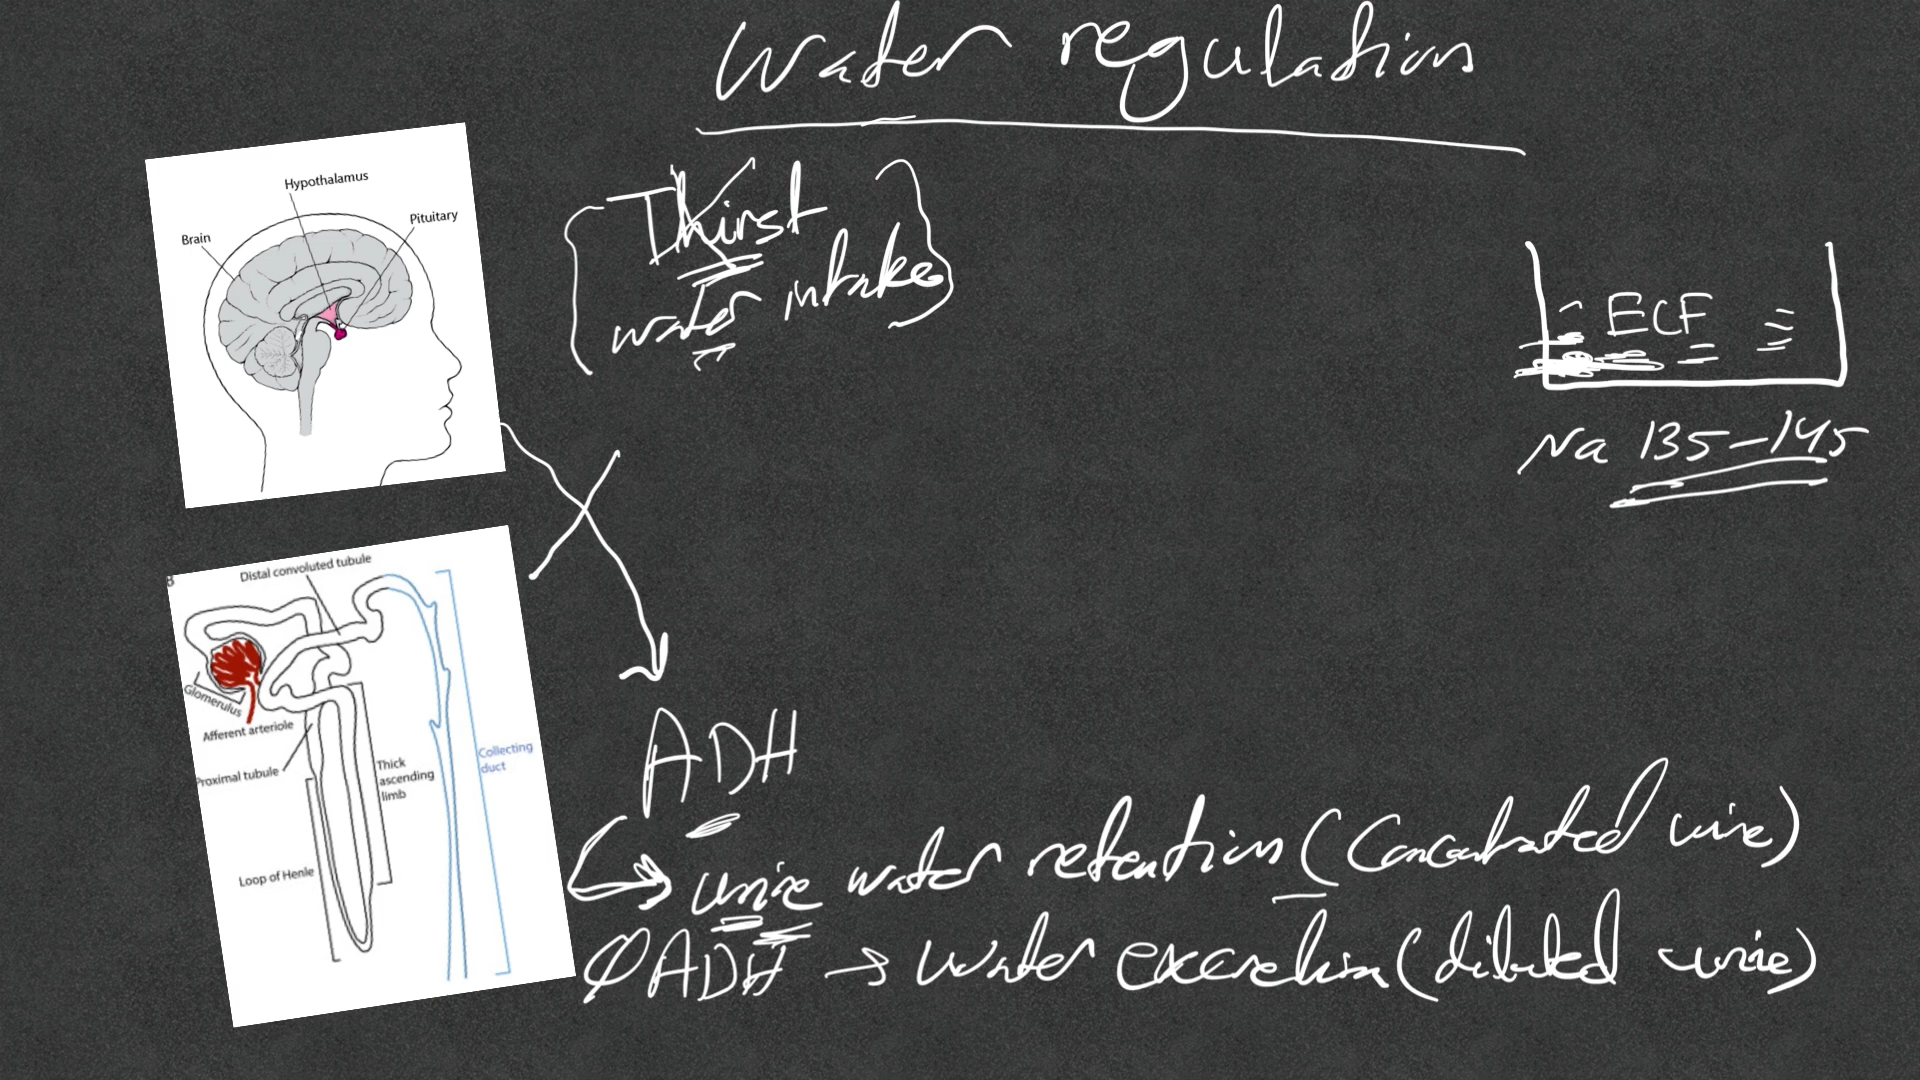 Water regulation
Hypothalamus
Pituitary
Brain
Thirst
water intake
ECF
Na 135-145
B
Distal convoluted tubule
Glomerulus
Afferent arteriole
Proximal tubule
Thick
ascending
limb
Collecting
duct
Loop of Henle
ADH
urine water retention (Concentrated urine)
∅ADH → water excretion (diluted urine)